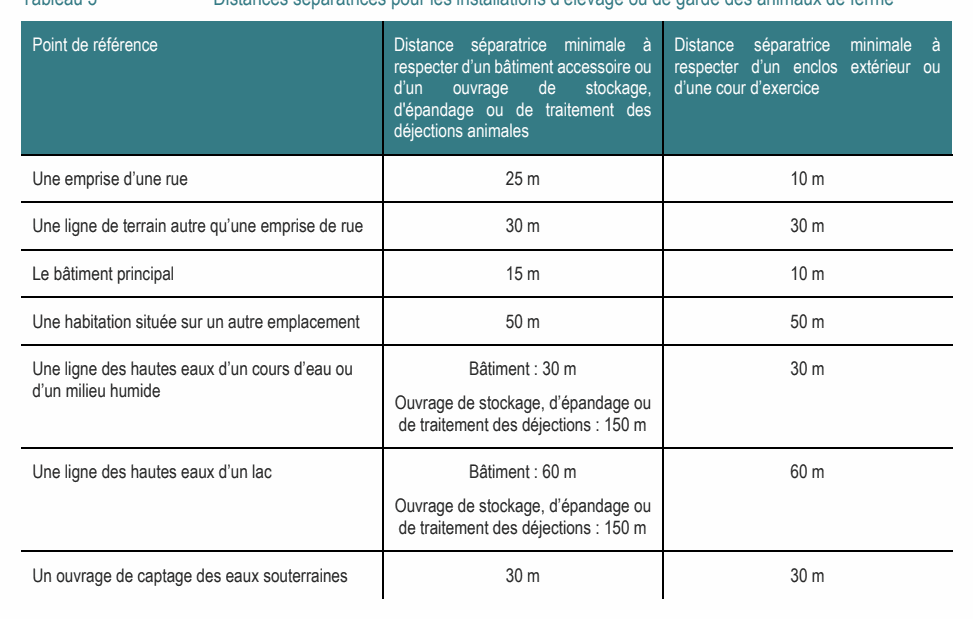 Tableau 5 Distances séparatrices pour les installations d'élevage ou de garde des animaux de ferme
Point de référence
Distance séparatrice minimale à
respecter d'un bâtiment accessoire ou
d'un ouvrage de stockage,
d'épandage ou de traitement des
déjections animales
Distance séparatrice minimale à
respecter d'un enclos extérieur ou
d'une cour d'exercice
Une emprise d'une rue
25 m
10 m
Une ligne de terrain autre qu'une emprise de rue
30 m
30 m
Le bâtiment principal
15 m
10 m
Une habitation située sur un autre emplacement
50 m
50 m
Une ligne des hautes eaux d'un cours d'eau ou
d'un milieu humide
Bâtiment : 30 m
Ouvrage de stockage, d'épandage ou
de traitement des déjections : 150 m
30 m
Une ligne des hautes eaux d'un lac
Bâtiment : 60 m
Ouvrage de stockage, d'épandage ou
de traitement des déjections : 150 m
60 m
Un ouvrage de captage des eaux souterraines
30 m
30 m